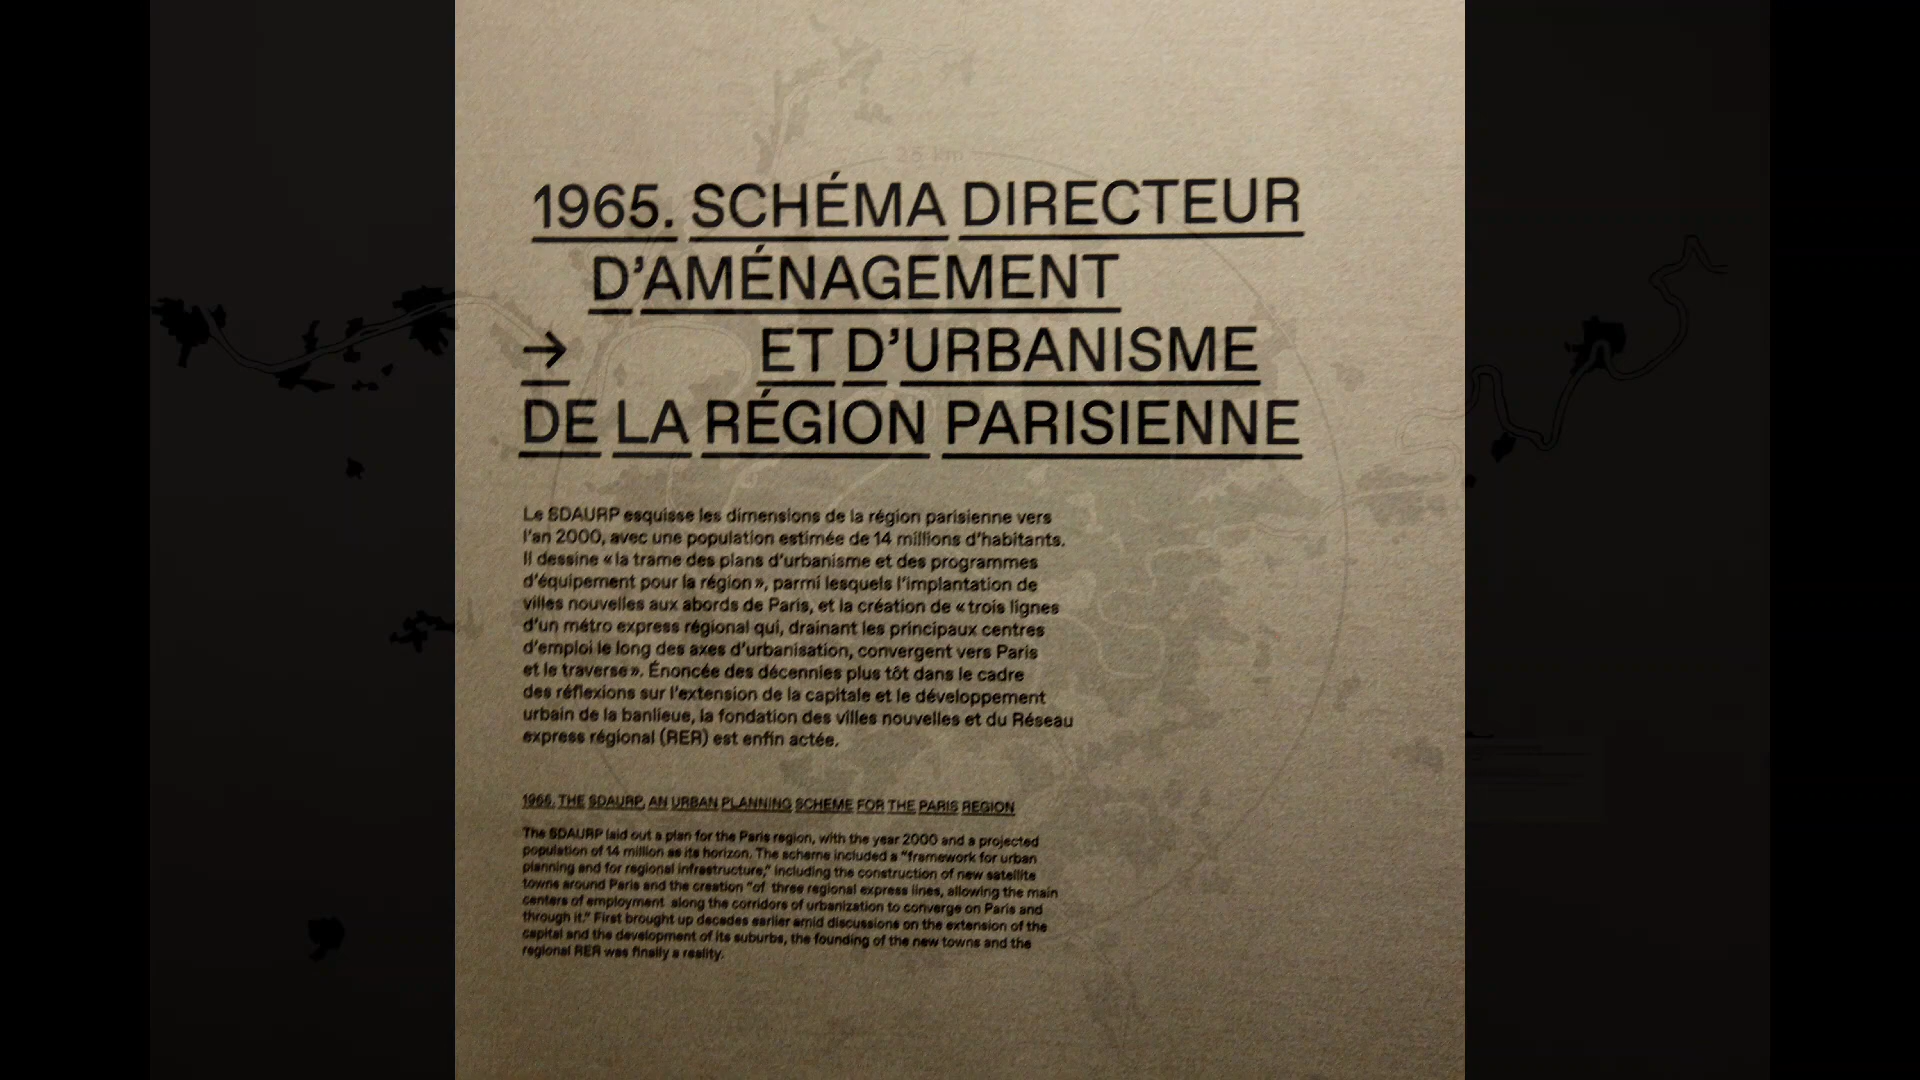 25 km
1965. SCHÉMA DIRECTEUR
D'AMÉNAGEMENT
→ ET D'URBANISME
DE LA RÉGION PARISIENNE
Le SDAURP esquisse les dimensions de la région parisienne vers
l'an 2000, avec une population estimée de 14 millions d'habitants.
Il dessine « la trame des plans d'urbanisme et des programmes
d'équipement pour la région », parmi lesquels l'implantation de
villes nouvelles aux abords de Paris, et la création de « trois lignes
d'un métro express régional qui, drainant les principaux centres
d'emploi le long des axes d'urbanisation, convergent vers Paris
et le traverse ». Énoncée des décennies plus tôt dans le cadre
des réflexions sur l'extension de la capitale et le développement
urbain de la banlieue, la fondation des villes nouvelles et du Réseau
express régional (RER) est enfin actée.
1966. THE SDAURP, AN URBAN PLANNING SCHEME FOR THE PARIS REGION
The SDAURP laid out a plan for the Paris region, with the year 2000 and a projected
population of 14 million as its horizon. The scheme included a "framework for urban
planning and for regional infrastructure," including the construction of new satellite
towns around Paris and the creation "of three regional express lines, allowing the main
centers of employment along the corridors of urbanization to converge on Paris and
through it." First brought up decades earlier amid discussions on the extension of the
capital and the development of its suburbs, the founding of the new towns and the
regional RER was finally a reality.